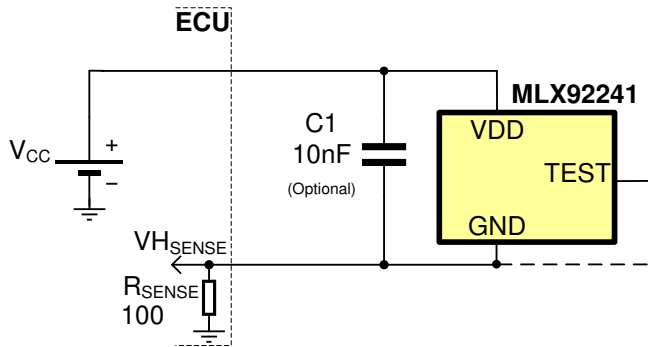 ECU
MLX92241
VDD
TEST
GND
C1
10nF
(Optional)
VCC
+
−
VHSENSE
RSENSE
100